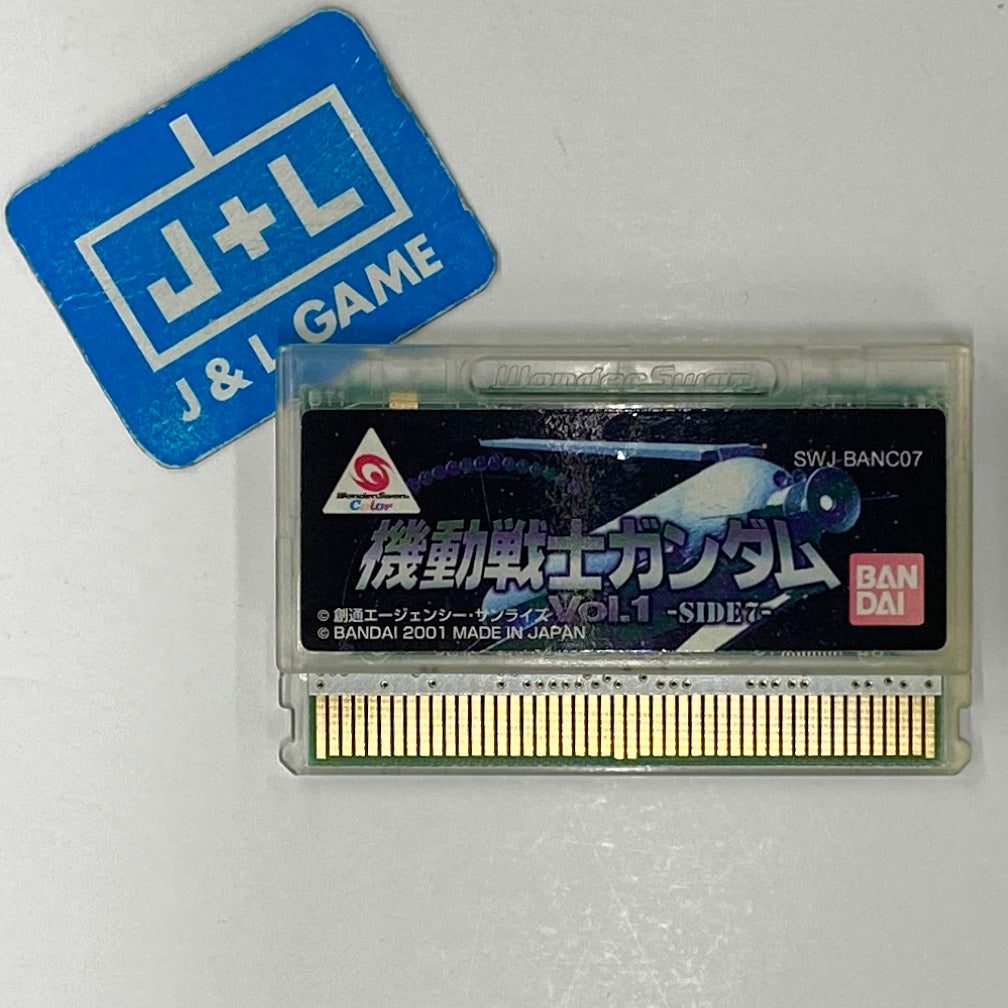 J+L
J & L GAME
WonderSwan
SWJ-BANC07
WonderSwan
Color
機動戦士ガンダム
Vol.1 -SIDE7-
BAN
DAI
© 創通エージェンシー・サンライズ
© BANDAI 2001 MADE IN JAPAN